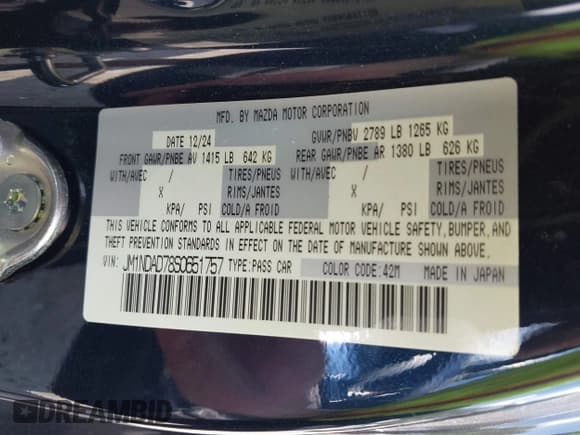 MFD. BY MAZDA MOTOR CORPORATION
DATE 12/24 GVWR/PNBV 2789 LB 1265 KG
FRONT GAWR/PNBE AV 1415 LB 642 KG REAR GAWR/PNBE AR 1380 LB 626 KG
WITH/AVEC / TIRES/PNEUS WITH/AVEC / TIRES/PNEUS
X RIMS/JANTES X RIMS/JANTES
KPA/ PSI COLD/A FROID KPA/ PSI COLD/A FROID
THIS VEHICLE CONFORMS TO ALL APPLICABLE FEDERAL MOTOR VEHICLE SAFETY, BUMPER, AND
THEFT PREVENTION STANDARDS IN EFFECT ON THE DATE OF MANUFACTURE SHOWN ABOVE.
VIN: JM1NDAD78S0651757 TYPE:PASS CAR COLOR CODE:42M MADE IN JAPAN
DREAMBID